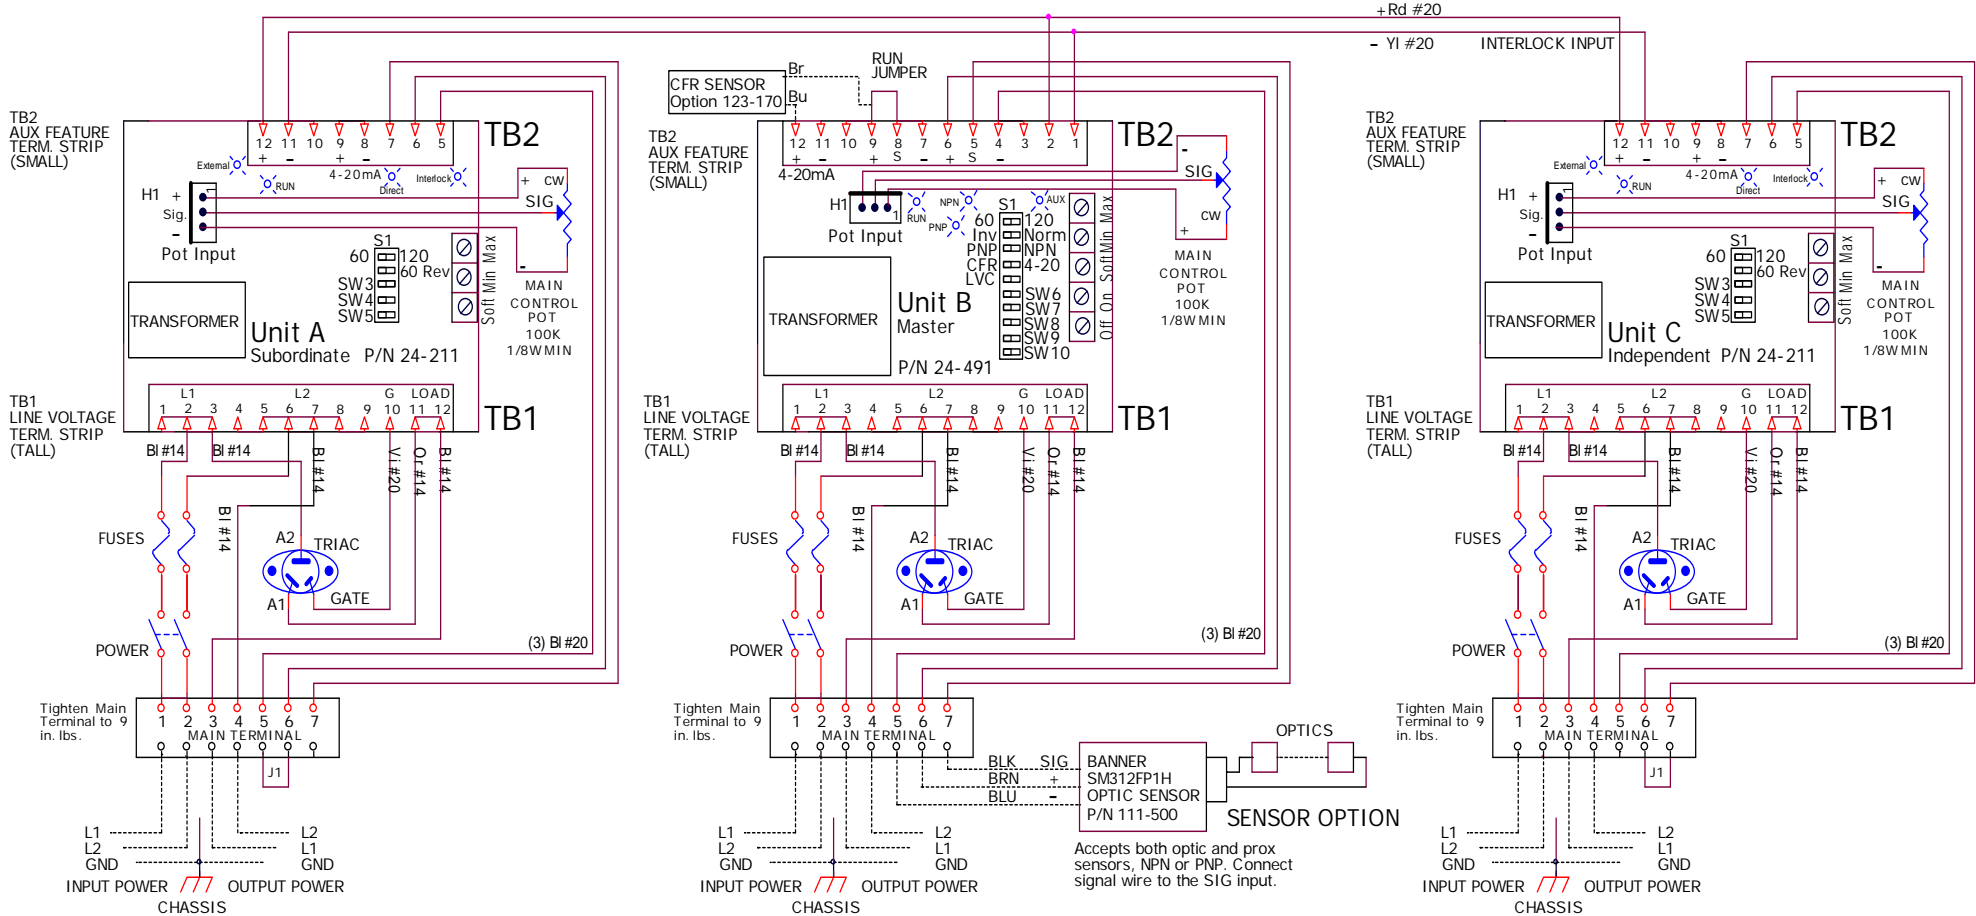 +Rd #20
- Yl #20 INTERLOCK INPUT
TB2
AUX FEATURE
TERM. STRIP
(SMALL)
TB2
12 11 10 9 8 7 6 5
+ - + -
4-20mA
External
RUN
Direct
Interlock
H1 +
Sig.
-
1
Pot Input
+ CW
SIG
-
MAIN
CONTROL
POT
100K
1/8W MIN
S1
60 120
60 Rev
SW3
SW4
SW5
Soft Min Max
TRANSFORMER
Unit A
Subordinate P/N 24-211
TB1
LINE VOLTAGE
TERM. STRIP
(TALL)
L1 L2 G LOAD
1 2 3 4 5 6 7 8 9 10 11 12
TB1
Bl #14
Bl #14
Bl #14
Vi #20
Or #14
Bl #14
Bl #14
FUSES
A2
TRIAC
A1
GATE
POWER
(3) Bl #20
Tighten Main
Terminal to 9
in. lbs.
1 2 3 4 5 6 7
MAIN TERMINAL
J1
L1 L2
L2 L1
GND GND
INPUT POWER OUTPUT POWER
CHASSIS
CFR SENSOR
Option 123-170
Br
Bu
RUN
JUMPER
TB2
AUX FEATURE
TERM. STRIP
(SMALL)
TB2
12 11 10 9 8 7 6 5 4 3 2 1
+ - + S - + S -
4-20mA
H1
1
Pot Input
RUN
NPN
PNP
AUX
-
SIG
CW
+
MAIN
CONTROL
POT
100K
1/8W MIN
S1
60 120
Inv Norm
PNP NPN
CFR 4-20
LVC
SW6
SW7
SW8
SW9
SW10
Off On Soft Min Max
TRANSFORMER
Unit B
Master
P/N 24-491
TB1
LINE VOLTAGE
TERM. STRIP
(TALL)
L1 L2 G LOAD
1 2 3 4 5 6 7 8 9 10 11 12
TB1
Bl #14
Bl #14
Bl #14
Vi #20
Or #14
Bl #14
Bl #14
FUSES
A2
TRIAC
A1
GATE
POWER
(3) Bl #20
Tighten Main
Terminal to 9
in. lbs.
1 2 3 4 5 6 7
MAIN TERMINAL
BLK SIG
BRN +
BLU -
BANNER
SM312FP1H
OPTIC SENSOR
P/N 111-500
OPTICS
SENSOR OPTION
Accepts both optic and prox
sensors, NPN or PNP. Connect
signal wire to the SIG input.
L1 L2
L2 L1
GND GND
INPUT POWER OUTPUT POWER
CHASSIS
TB2
AUX FEATURE
TERM. STRIP
(SMALL)
TB2
12 11 10 9 8 7 6 5
+ - + -
4-20mA
External
RUN
Direct
Interlock
H1 +
Sig.
-
1
Pot Input
+ CW
SIG
-
MAIN
CONTROL
POT
100K
1/8W MIN
S1
60 120
60 Rev
SW3
SW4
SW5
Soft Min Max
TRANSFORMER
Unit C
Independent P/N 24-211
TB1
LINE VOLTAGE
TERM. STRIP
(TALL)
L1 L2 G LOAD
1 2 3 4 5 6 7 8 9 10 11 12
TB1
Bl #14
Bl #14
Bl #14
Vi #20
Or #14
Bl #14
Bl #14
FUSES
A2
TRIAC
A1
GATE
POWER
(3) Bl #20
Tighten Main
Terminal to 9
in. lbs.
1 2 3 4 5 6 7
MAIN TERMINAL
J1
L1 L2
L2 L1
GND GND
INPUT POWER OUTPUT POWER
CHASSIS